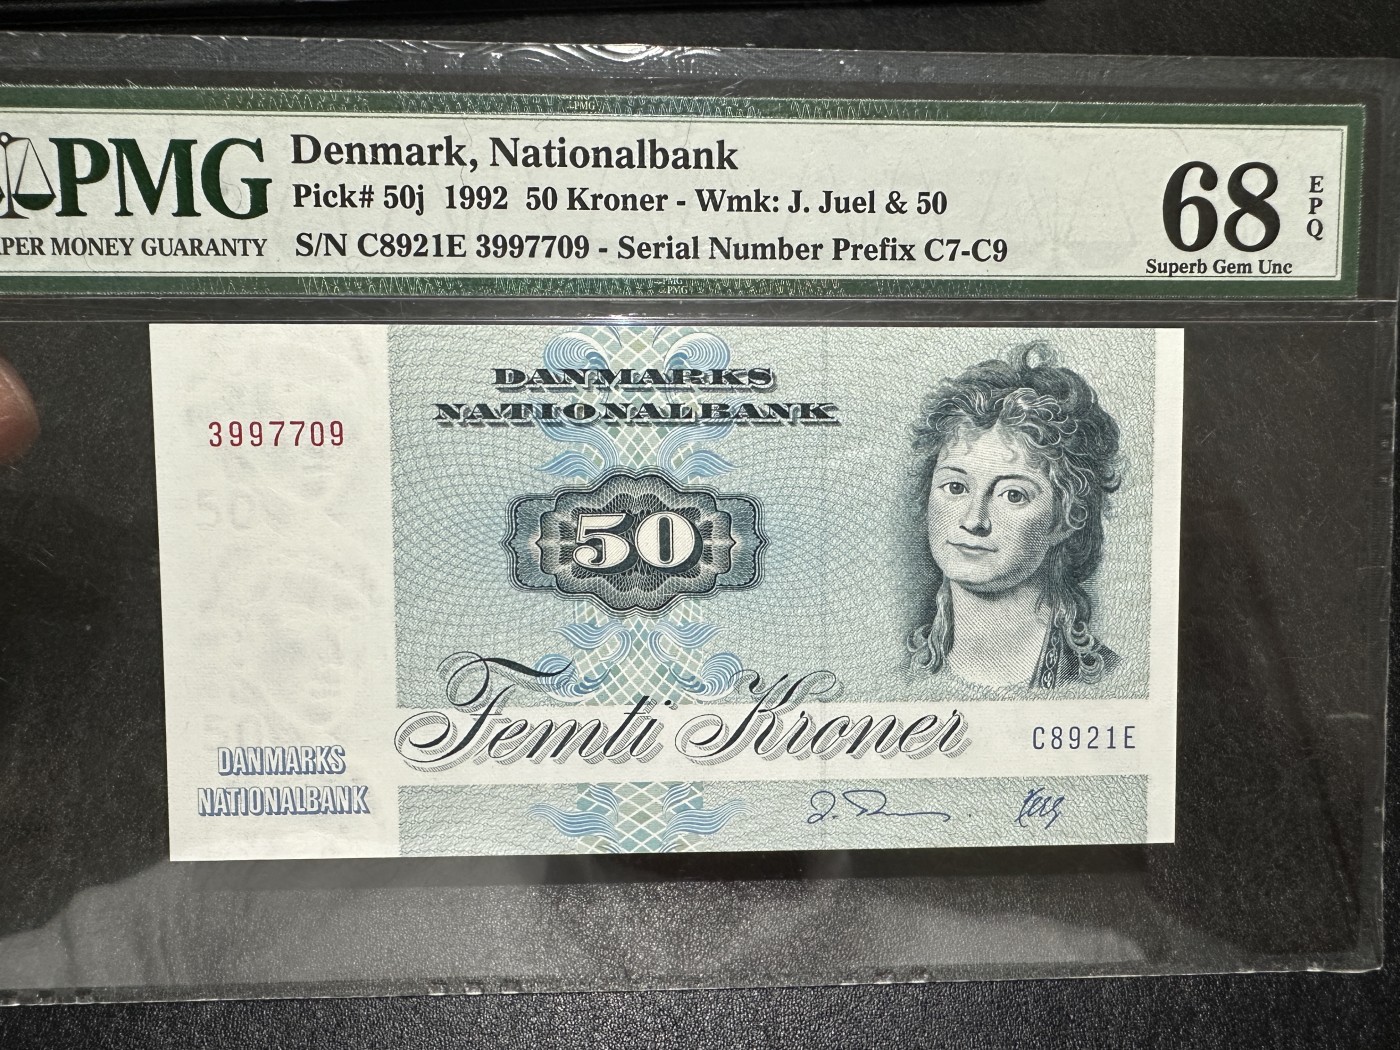 PMG
PER MONEY GUARANTY
Denmark, Nationalbank
Pick# 50j 1992 50 Kroner - Wmk: J. Juel & 50
S/N C8921E 3997709 - Serial Number Prefix C7-C9
68
EPQ
Superb Gem Unc
DANMARKS
NATIONALBANK
3997709
50
Femti Kroner
C8921E
DANMARKS
NATIONALBANK